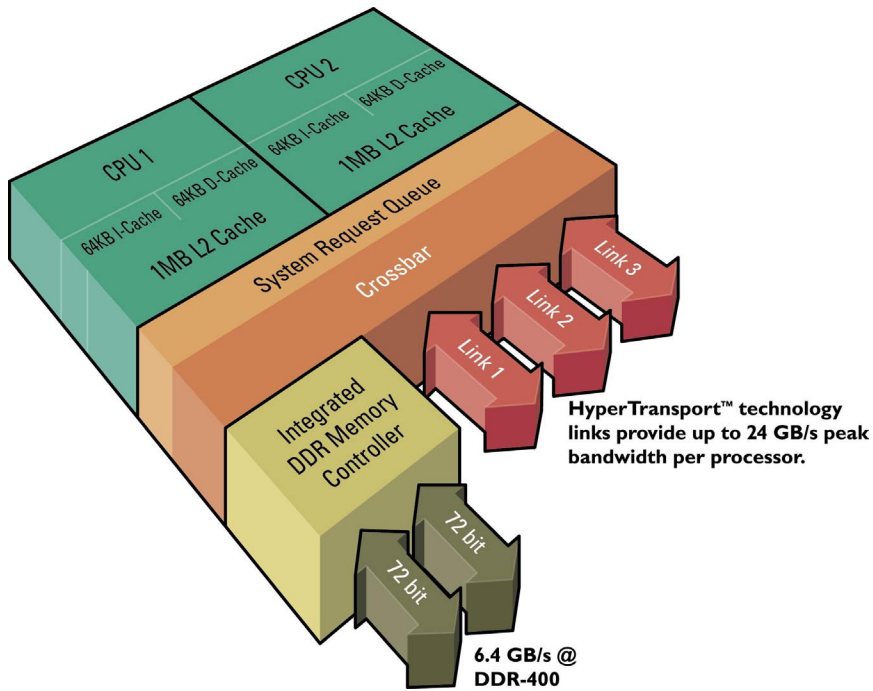 CPU 1
64KB I-Cache
64KB D-Cache
1MB L2 Cache
CPU 2
64KB I-Cache
64KB D-Cache
1MB L2 Cache
System Request Queue
Crossbar
Link 1
Link 2
Link 3
HyperTransport™ technology
links provide up to 24 GB/s peak
bandwidth per processor.
Integrated
DDR Memory
Controller
72 bit
72 bit
6.4 GB/s @
DDR-400